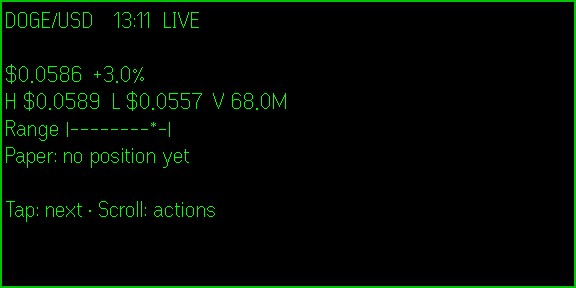 DOGE/USD 13:11 LIVE
$0.0586 +3.0%
H $0.0589 L $0.0557 V 68.0M
Range |--------*-|
Paper: no position yet
Tap: next · Scroll: actions